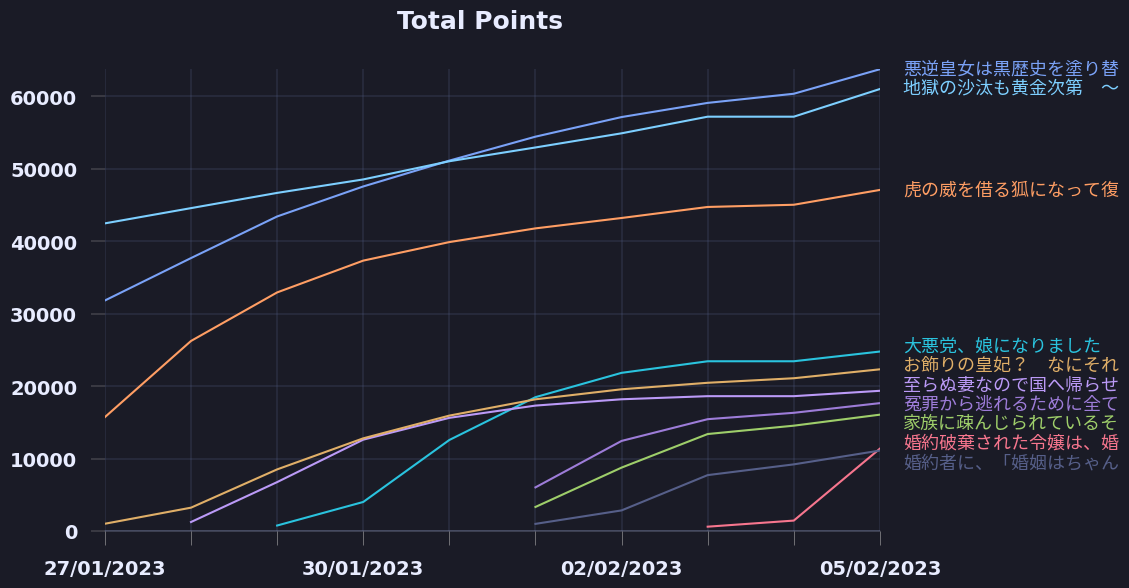 Total Points
60000
50000
40000
30000
20000
10000
0
27/01/2023
30/01/2023
02/02/2023
05/02/2023
悪逆皇女は黒歴史を塗り替
地獄の沙汰も黄金次第　～
虎の威を借る狐になって復
大悪党、娘になりました
お飾りの皇妃？　なにそれ
至らぬ妻なので国へ帰らせ
冤罪から逃れるために全て
家族に疎んじられているそ
婚約破棄された令嬢は、婚
婚約者に、「婚姻はちゃん